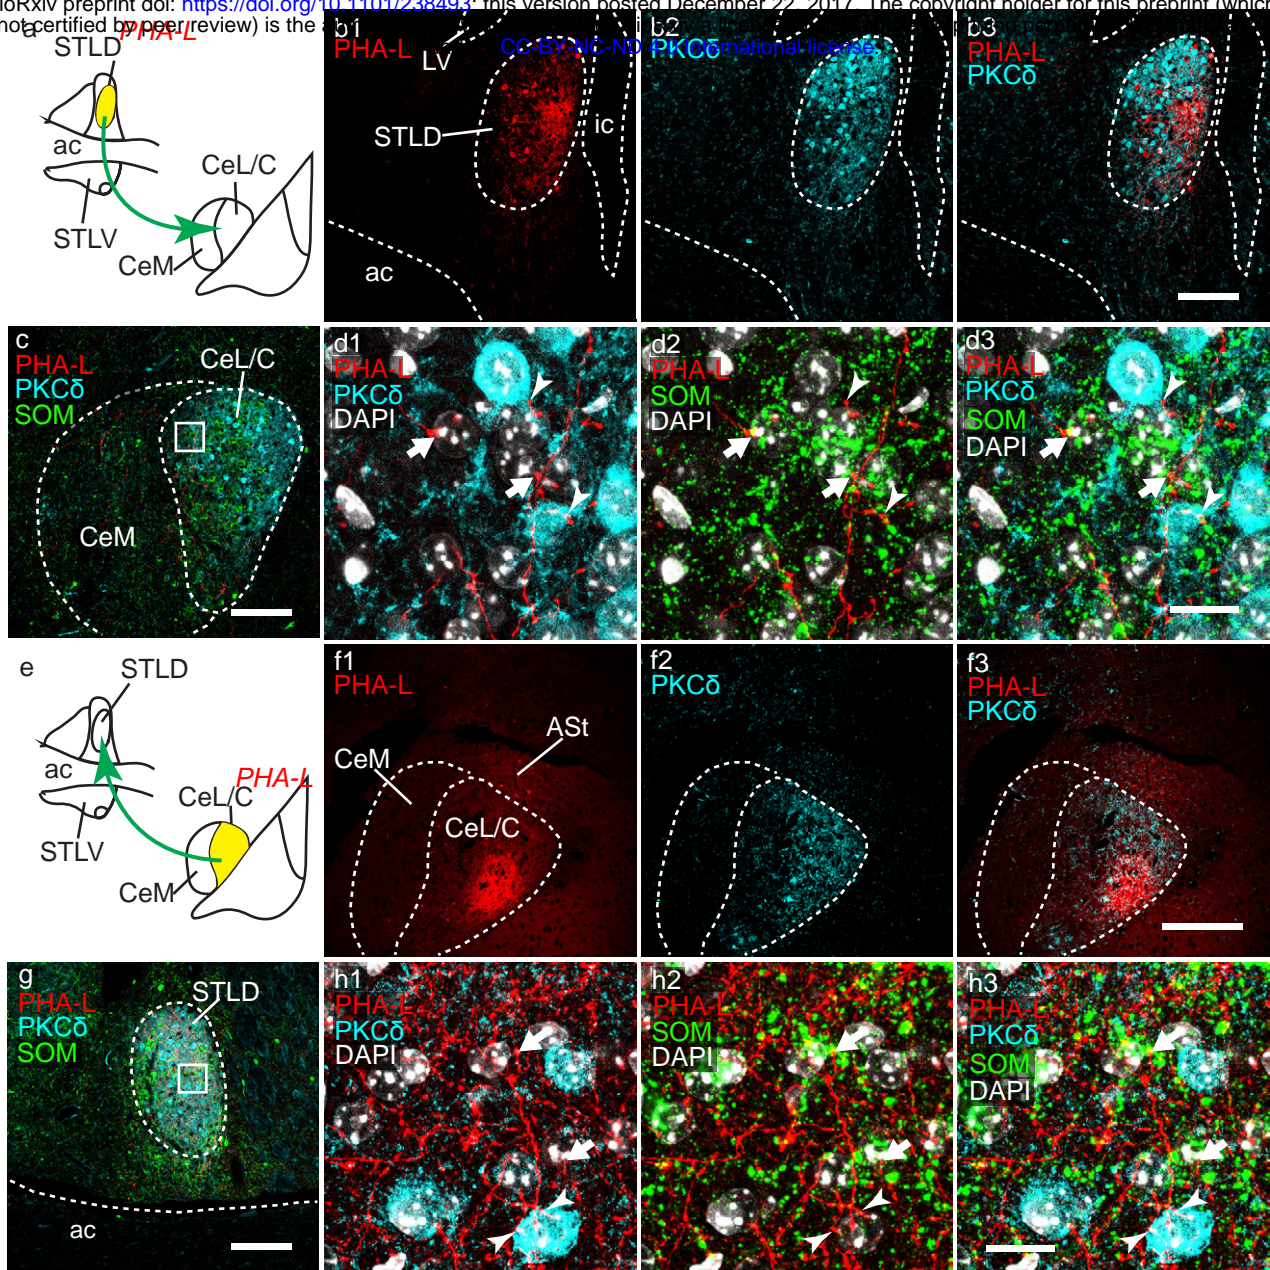 ioRxiv preprint doi: https://doi.org/10.1101/238493; this version posted December 22, 2017. The copyright holder for this preprint (which
not certified by peer review) is the a
CC-BY-NC-ND 4.0 International license
a
PHA-L
STLD
ac
STLV
CeL/C
CeM
b1
PHA-L
LV
STLD
ic
ac
b2
PKCδ
b3
PHA-L
PKCδ
c
PHA-L
PKCδ
SOM
CeL/C
CeM
d1
PHA-L
PKCδ
DAPI
d2
PHA-L
SOM
DAPI
d3
PHA-L
PKCδ
SOM
DAPI
e
STLD
ac
PHA-L
CeL/C
STLV
CeM
f1
PHA-L
ASt
CeM
CeL/C
f2
PKCδ
f3
PHA-L
PKCδ
g
PHA-L
PKCδ
SOM
STLD
ac
h1
PHA-L
PKCδ
DAPI
h2
PHA-L
SOM
DAPI
h3
PHA-L
PKCδ
SOM
DAPI